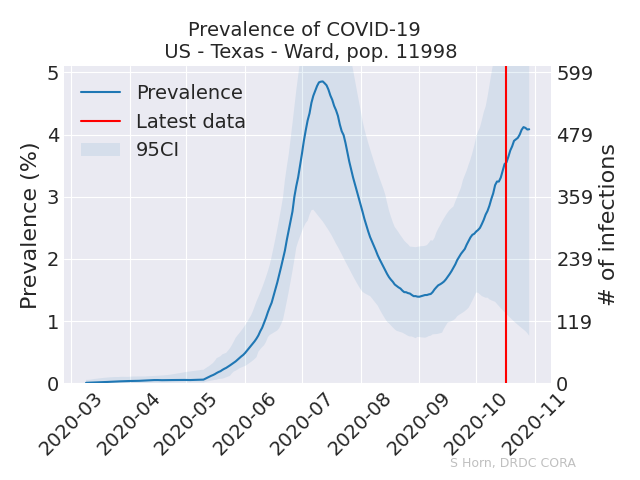 Prevalence of COVID-19
US - Texas - Ward, pop. 11998
Prevalence
Latest data
95CI
Prevalence (%)
5
4
3
2
1
0
599
479
359
239
119
0
# of infections
2020-03
2020-04
2020-05
2020-06
2020-07
2020-08
2020-09
2020-10
2020-11
S Horn, DRDC CORA